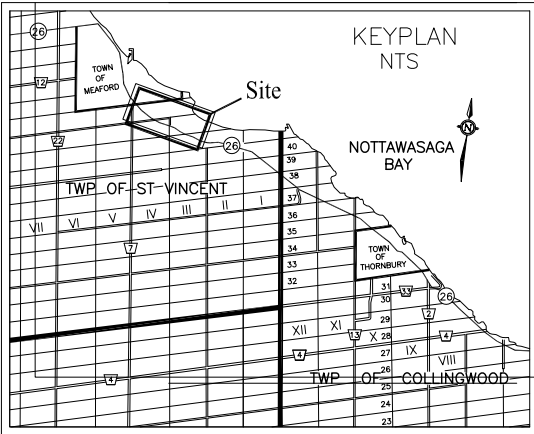 KEYPLAN
NTS
26
TOWN
OF
MEAFORD
12
Site
22
26
N
NOTTAWASAGA
BAY
40
39
38
37
36
35
34
33
32
TWP OF ST VINCENT
VII
VI
V
IV
III
II
I
7
TOWN
OF
THORNBURY
31
30
29
28
27
26
25
24
23
33
26
2
XII
XI
13
X
4
4
IX
VIII
4
TWP OF COLLINGWOOD